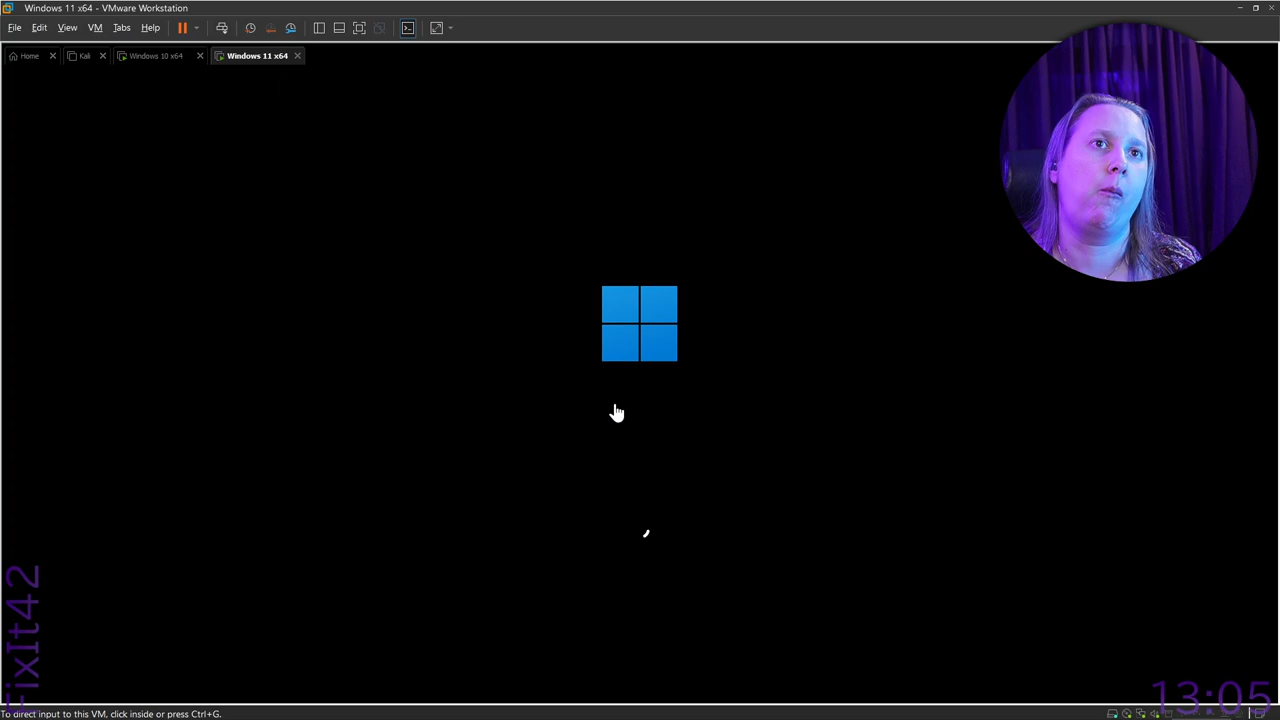 Windows 11 x64 - VMware Workstation
File Edit View VM Tabs Help
Home Kali Windows 10 x64 Windows 11 x64
FixIt42
13:05
To direct input to this VM, click inside or press Ctrl+G.